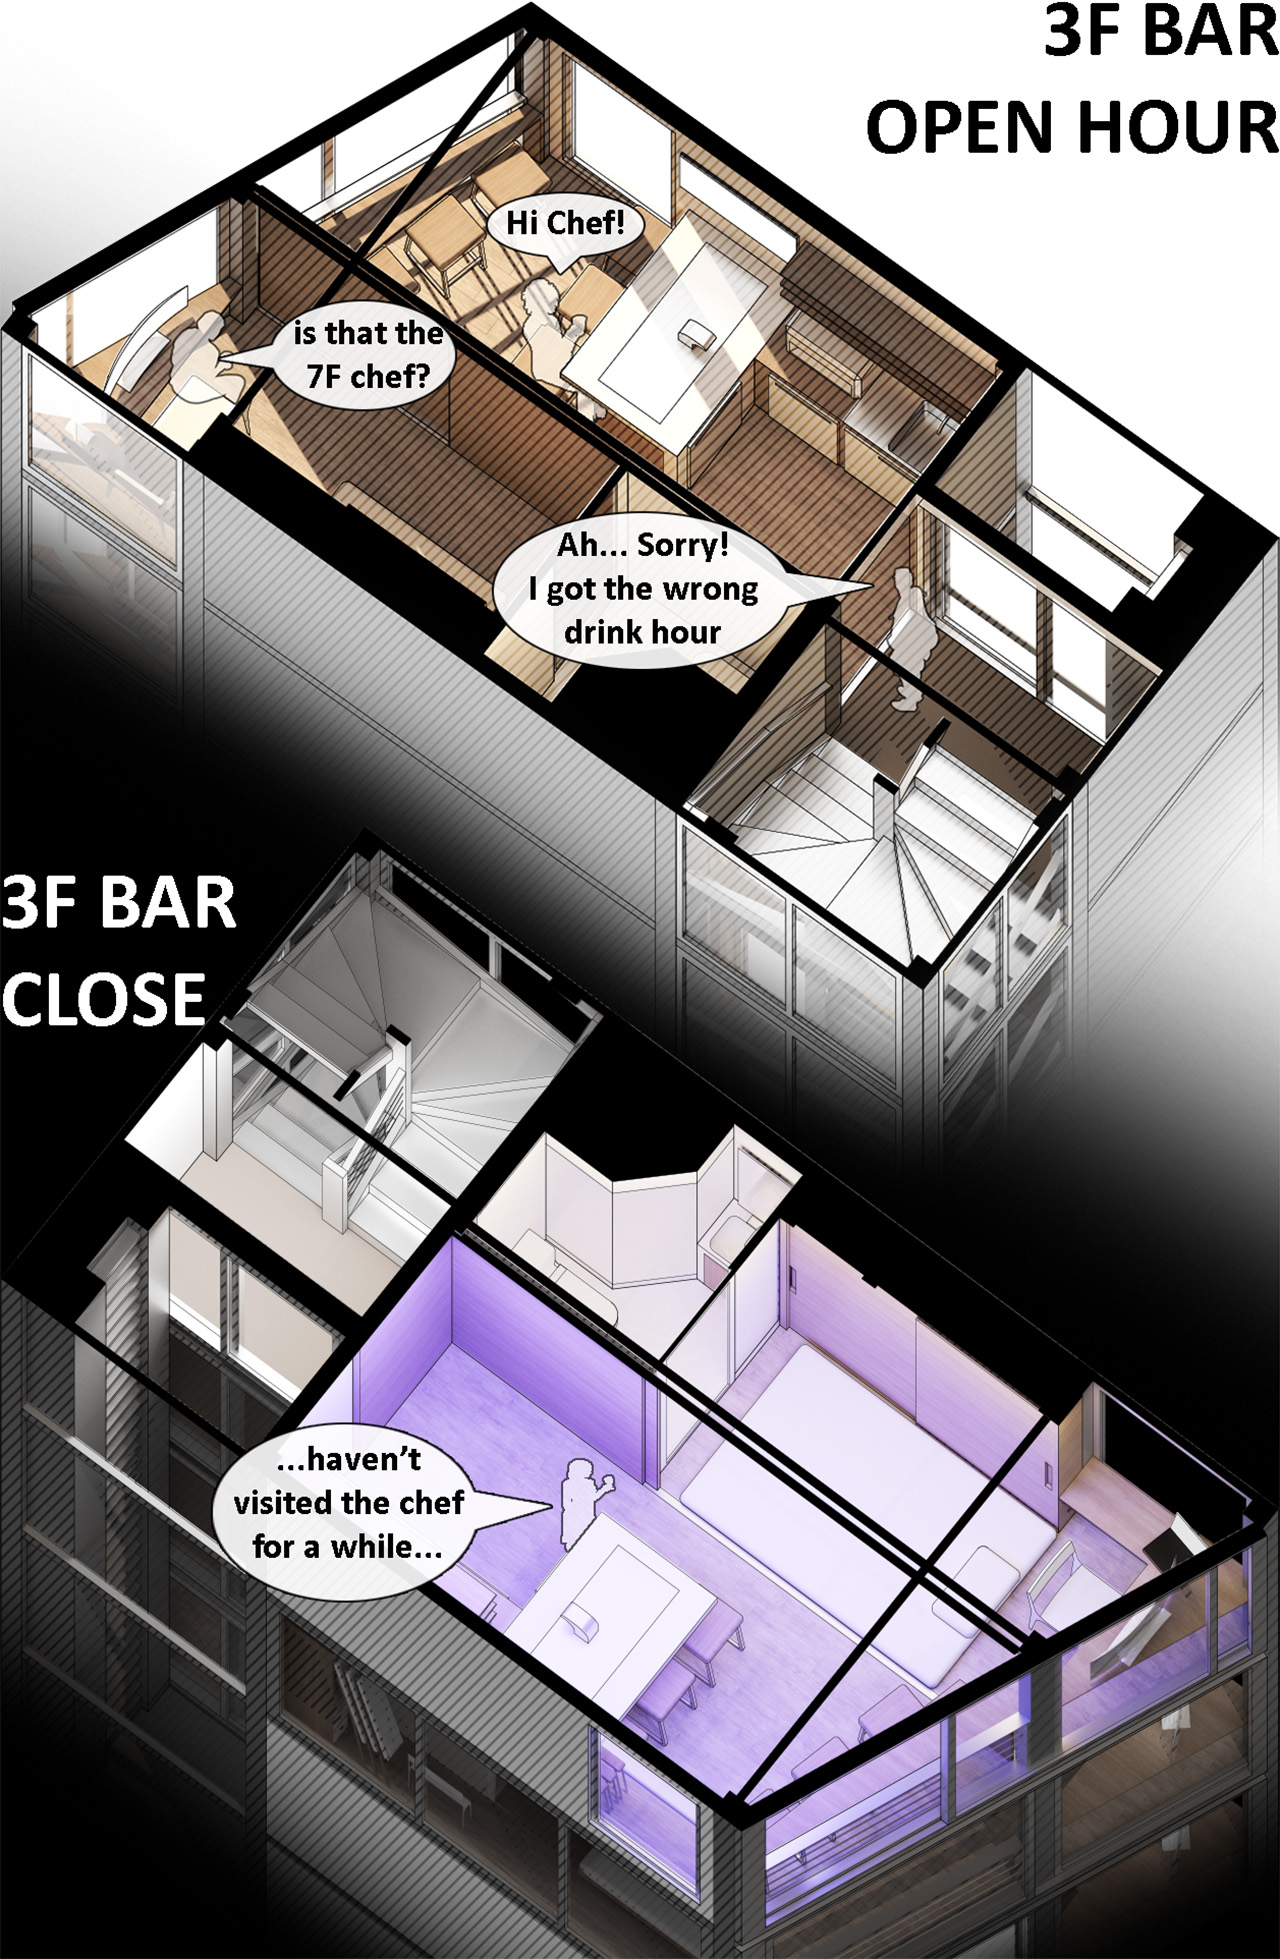 3F BAR
OPEN HOUR
Hi Chef!
is that the
7F chef?
Ah... Sorry!
I got the wrong
drink hour
3F BAR
CLOSE
...haven't
visited the chef
for a while...